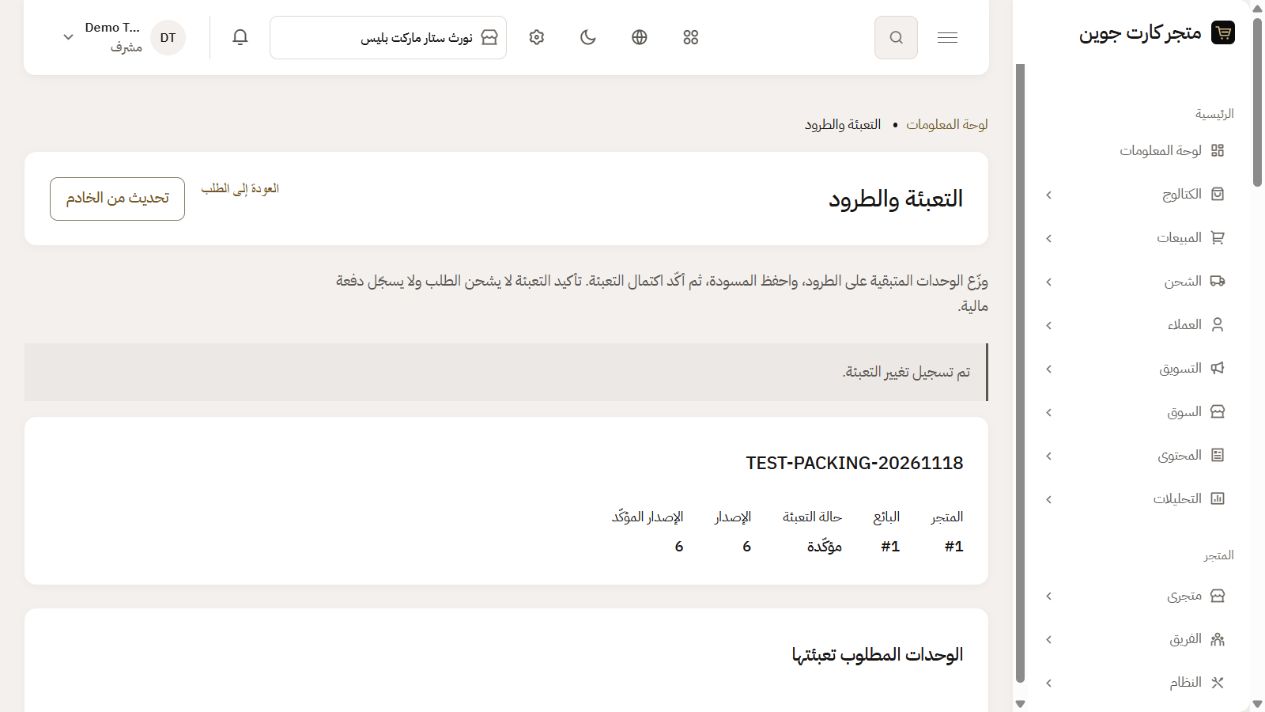 متجر كارت جوين
الرئيسية
لوحة المعلومات
الكتالوج
المبيعات
الشحن
العملاء
التسويق
السوق
المحتوى
التحليلات
المتجر
متجري
الفريق
النظام
نورث ستار ماركت بليس
DT
Demo T...
مشرف
لوحة المعلومات • التعبئة والطرود
التعبئة والطرود
العودة إلى الطلب
تحديث من الخادم
وزّع الوحدات المتبقية على الطرود، واحفظ المسودة، ثم أكّد اكتمال التعبئة. تأكيد التعبئة لا يشحن الطلب ولا يسجّل دفعة
مالية.
تم تسجيل تغيير التعبئة.
TEST-PACKING-20261118
المتجر البائع حالة التعبئة الإصدار الإصدار المؤكّد
#1 #1 مؤكّدة 6 6
الوحدات المطلوب تعبئتها